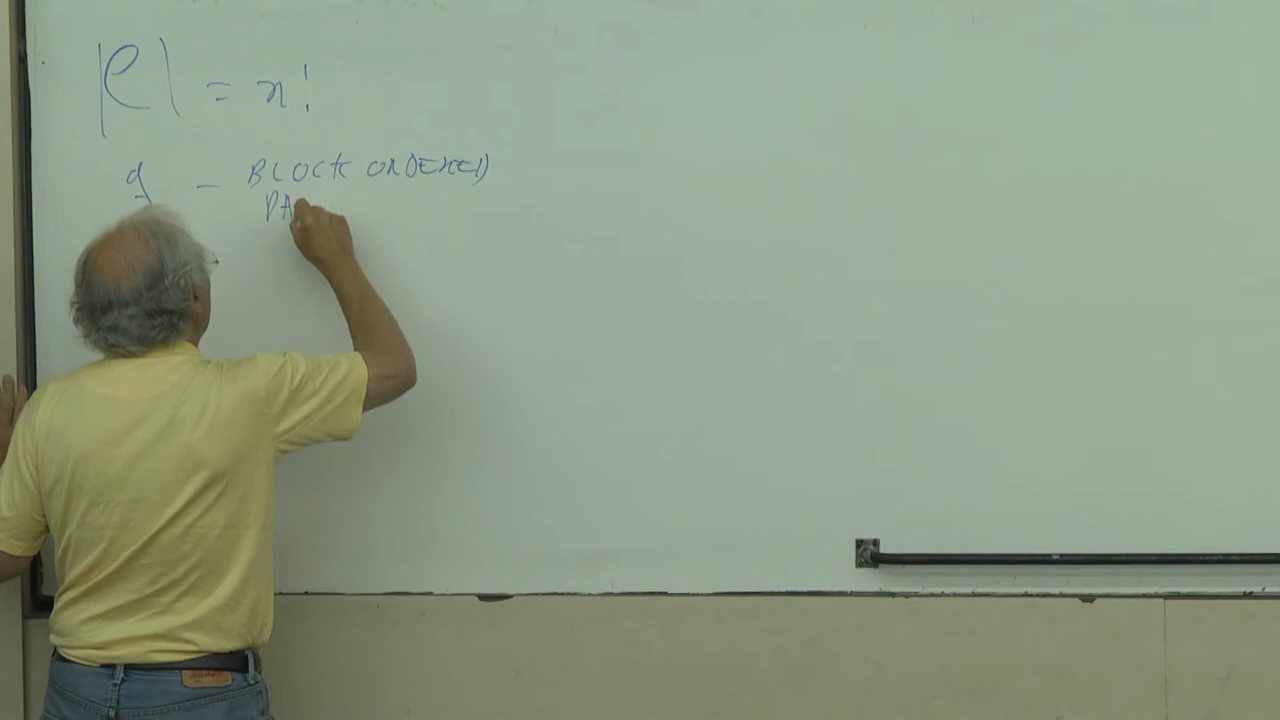 |C| = n!
g - BLOCK ORDERED
PA